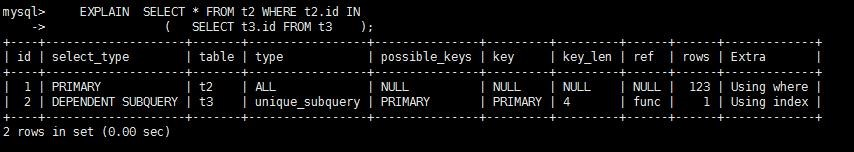 mysql>     EXPLAIN  SELECT * FROM t2 WHERE t2.id IN
    ->                 (   SELECT t3.id FROM t3    );
+----+--------------------+-------+-----------------+---------------+---------+---------+------+------+-------------+
| id | select_type        | table | type            | possible_keys | key     | key_len | ref  | rows | Extra       |
+----+--------------------+-------+-----------------+---------------+---------+---------+------+------+-------------+
|  1 | PRIMARY            | t2    | ALL             | NULL          | NULL    | NULL    | NULL |  123 | Using where |
|  2 | DEPENDENT SUBQUERY | t3    | unique_subquery | PRIMARY       | PRIMARY | 4       | func |    1 | Using index |
+----+--------------------+-------+-----------------+---------------+---------+---------+------+------+-------------+
2 rows in set (0.00 sec)